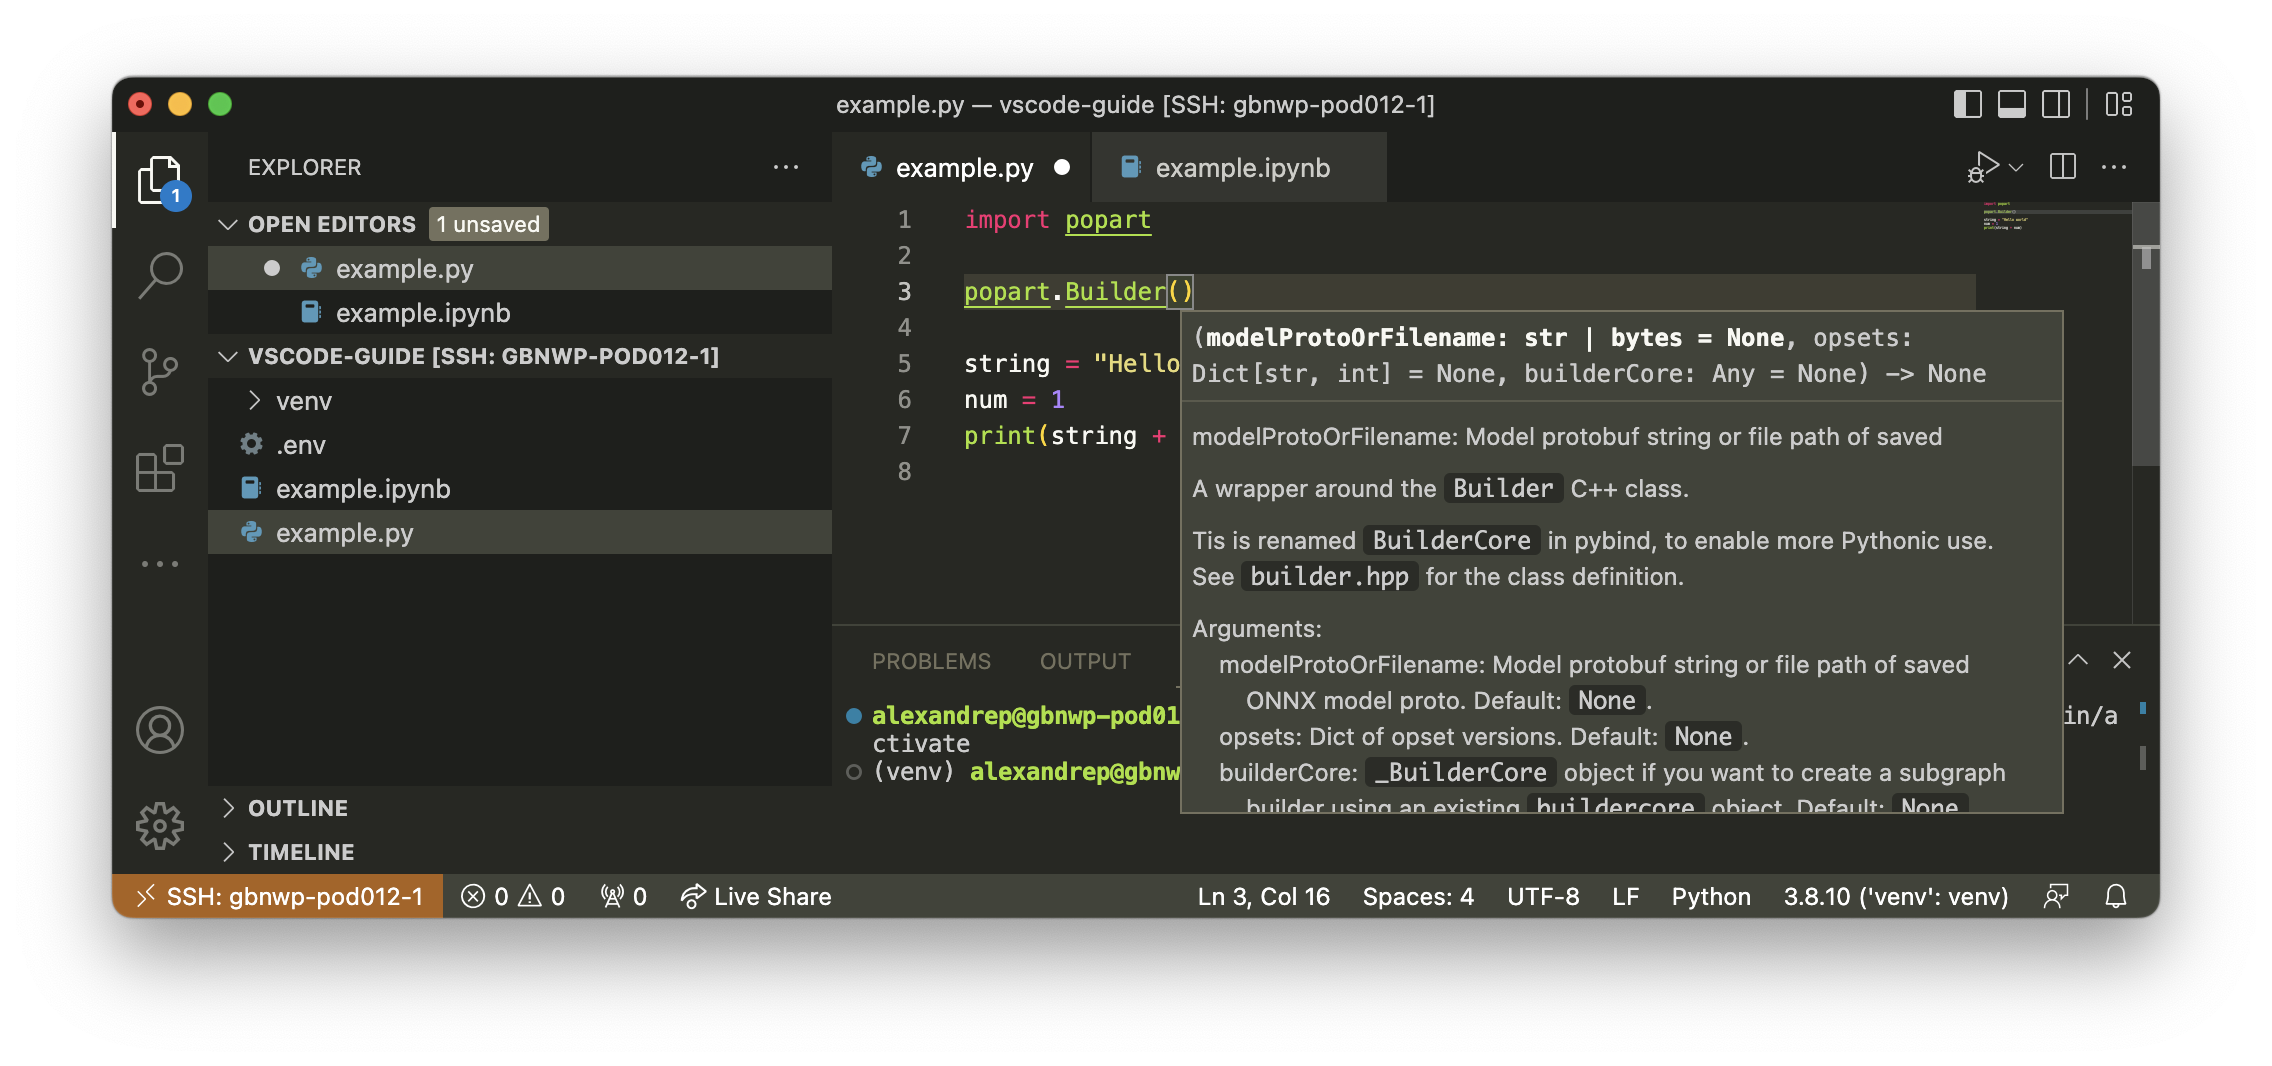 example.py — vscode-guide [SSH: gbnwp-pod012-1]
1
EXPLORER
OPEN EDITORS 1 unsaved
example.py
example.ipynb
VSCODE-GUIDE [SSH: GBNWP-POD012-1]
venv
.env
example.ipynb
example.py
OUTLINE
TIMELINE
example.py
example.ipynb
1 import popart
2
3 popart.Builder()
4
5 string = "Hello
6 num = 1
7 print(string +
8
(modelProtoOrFilename: str | bytes = None, opsets:
Dict[str, int] = None, builderCore: Any = None) -> None
modelProtoOrFilename: Model protobuf string or file path of saved
A wrapper around the Builder C++ class.
Tis is renamed BuilderCore in pybind, to enable more Pythonic use.
See builder.hpp for the class definition.
Arguments:
modelProtoOrFilename: Model protobuf string or file path of saved
ONNX model proto. Default: None.
opsets: Dict of opset versions. Default: None.
builderCore: _BuilderCore object if you want to create a subgraph
builder using an existing buildercore object. Default: None
PROBLEMS OUTPUT
alexandrep@gbnwp-pod01 in/a
ctivate
(venv) alexandrep@gbnw
SSH: gbnwp-pod012-1 0 0 0 Live Share Ln 3, Col 16 Spaces: 4 UTF-8 LF Python 3.8.10 ('venv': venv)